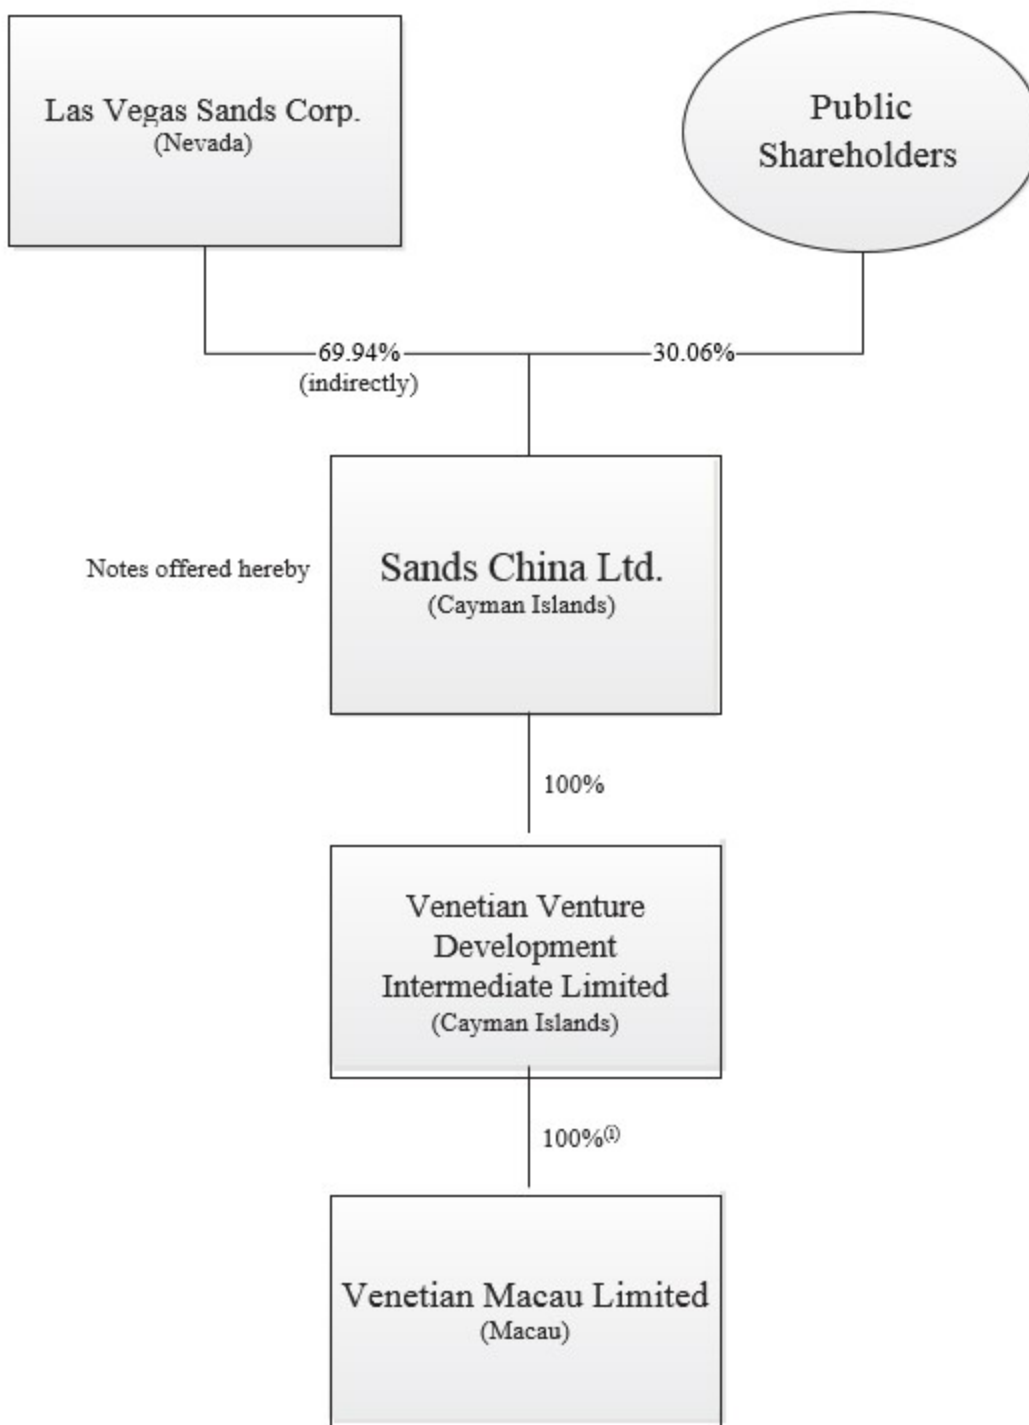 Las Vegas Sands Corp.
(Nevada)
Public
Shareholders
69.94%
(indirectly)
30.06%
Notes offered hereby
Sands China Ltd.
(Cayman Islands)
100%
Venetian Venture
Development
Intermediate Limited
(Cayman Islands)
100%⁽¹⁾
Venetian Macau Limited
(Macau)